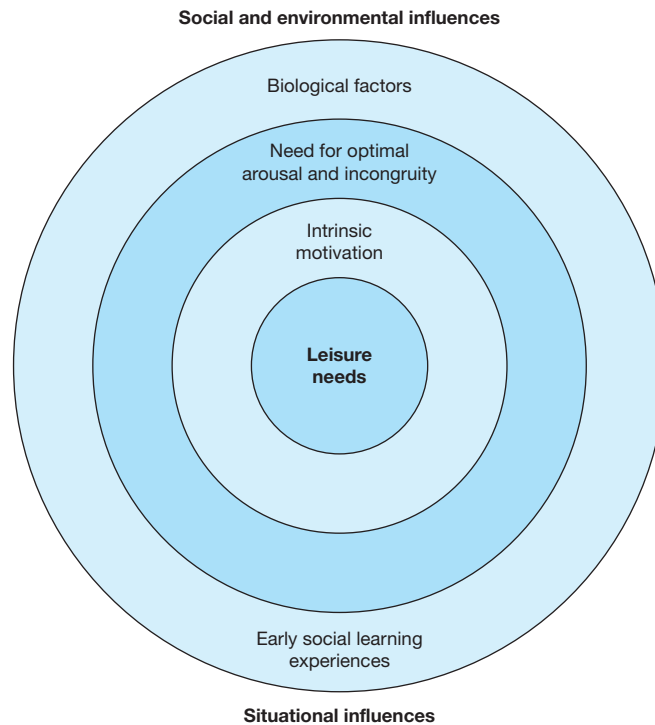 Social and environmental influences
Biological factors
Need for optimal
arousal and incongruity
Intrinsic
motivation
Leisure
needs
Early social learning
experiences
Situational influences